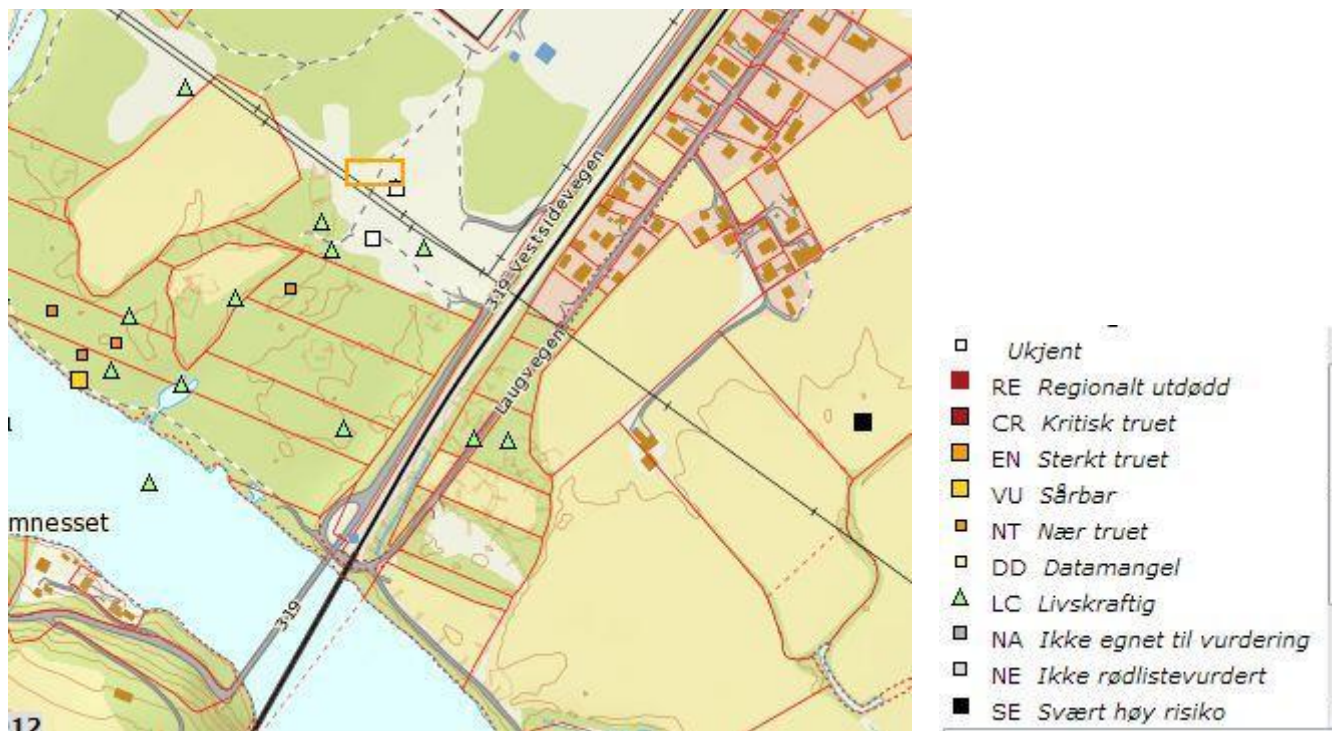 Vestsidevegen
319
Laugvegen
mnesset
319
12
Ukjent
RE Regionalt utdødd
CR Kritisk truet
EN Sterkt truet
VU Sårbar
NT Nær truet
DD Datamangel
LC Livskraftig
NA Ikke egnet til vurdering
NE Ikke rødlistevurdert
SE Svært høy risiko